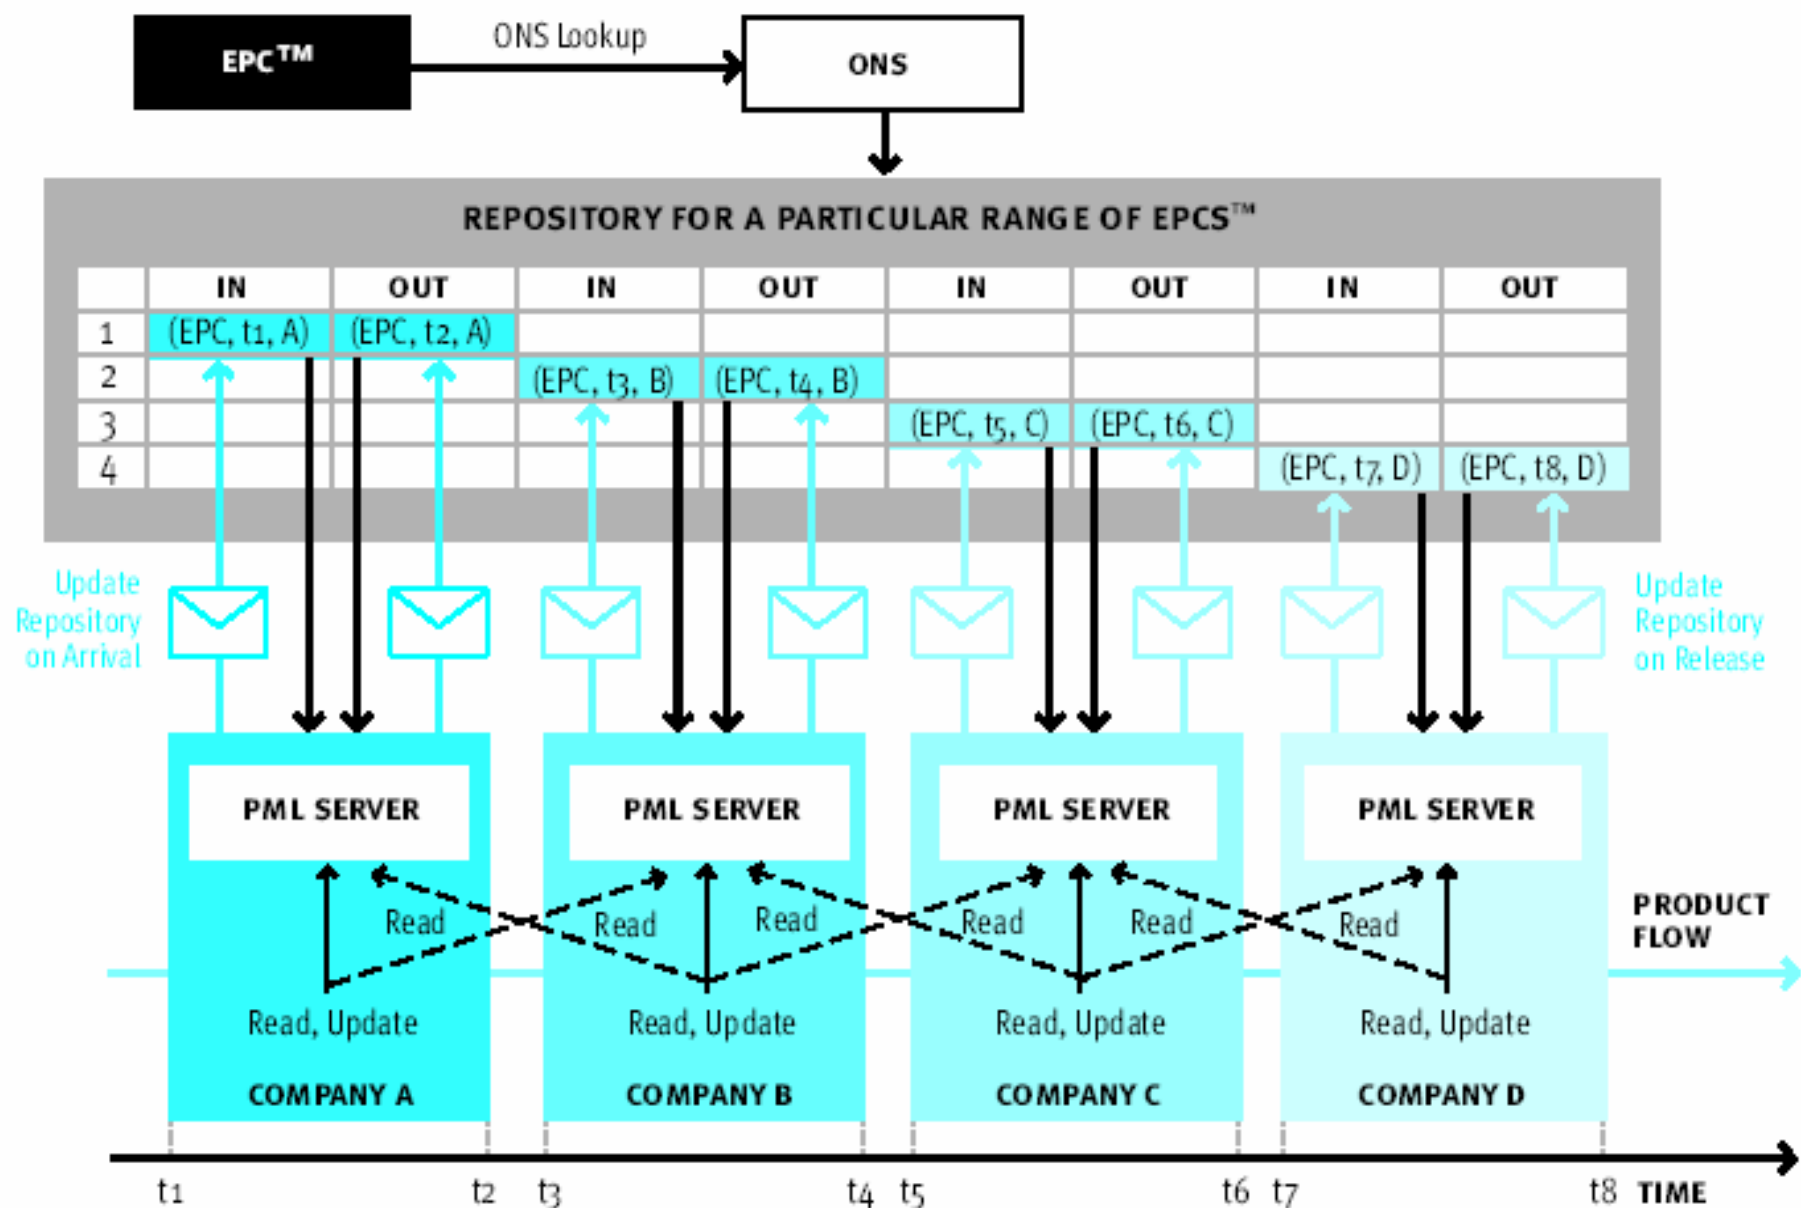 EPC™
ONS Lookup
ONS
REPOSITORY FOR A PARTICULAR RANGE OF EPCS™
IN OUT IN OUT IN OUT IN OUT
1 (EPC, t1, A) (EPC, t2, A)
2 (EPC, t3, B) (EPC, t4, B)
3 (EPC, t5, C) (EPC, t6, C)
4 (EPC, t7, D) (EPC, t8, D)
Update
Repository
on Arrival
Update
Repository
on Release
PML SERVER PML SERVER PML SERVER PML SERVER
Read Read Read Read Read Read
PRODUCT
FLOW
Read, Update Read, Update Read, Update Read, Update
COMPANY A COMPANY B COMPANY C COMPANY D
t1 t2 t3 t4 t5 t6 t7 t8 TIME